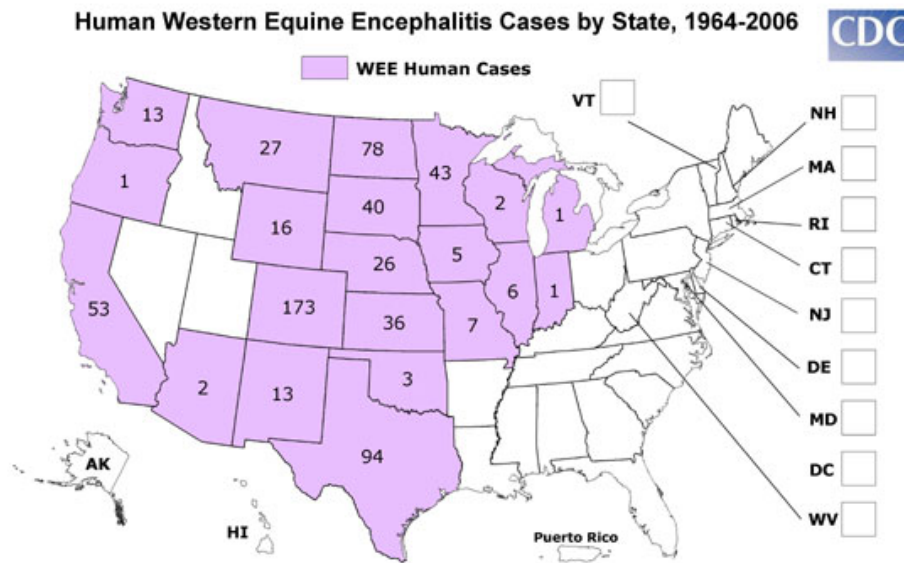 Human Western Equine Encephalitis Cases by State, 1964-2006
CDC
WEE Human Cases
VT
NH
MA
RI
CT
NJ
DE
MD
DC
WV
13
27
78
43
1
16
40
2
1
53
173
26
5
6
1
36
7
2
13
3
94
AK
HI
Puerto Rico